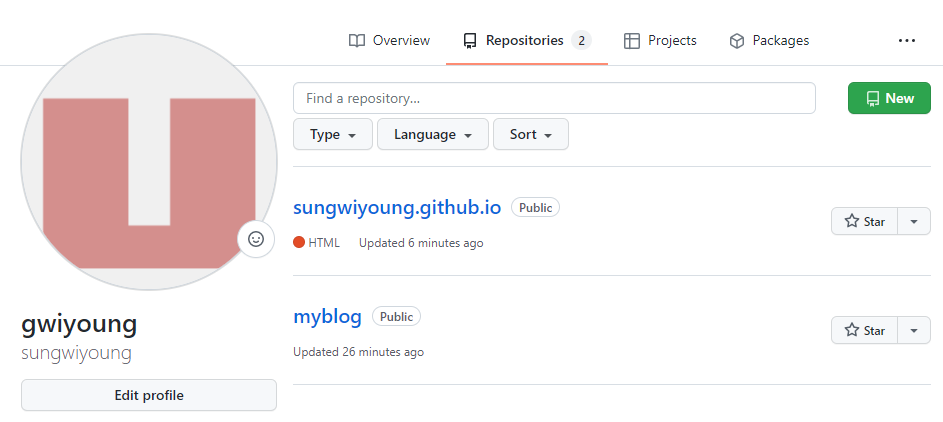 Overview Repositories 2 Projects Packages
Find a repository...
New
Type Language Sort
sungwiyoung.github.io Public
Star
HTML Updated 6 minutes ago
myblog Public
Star
Updated 26 minutes ago
gwiyoung
sungwiyoung
Edit profile